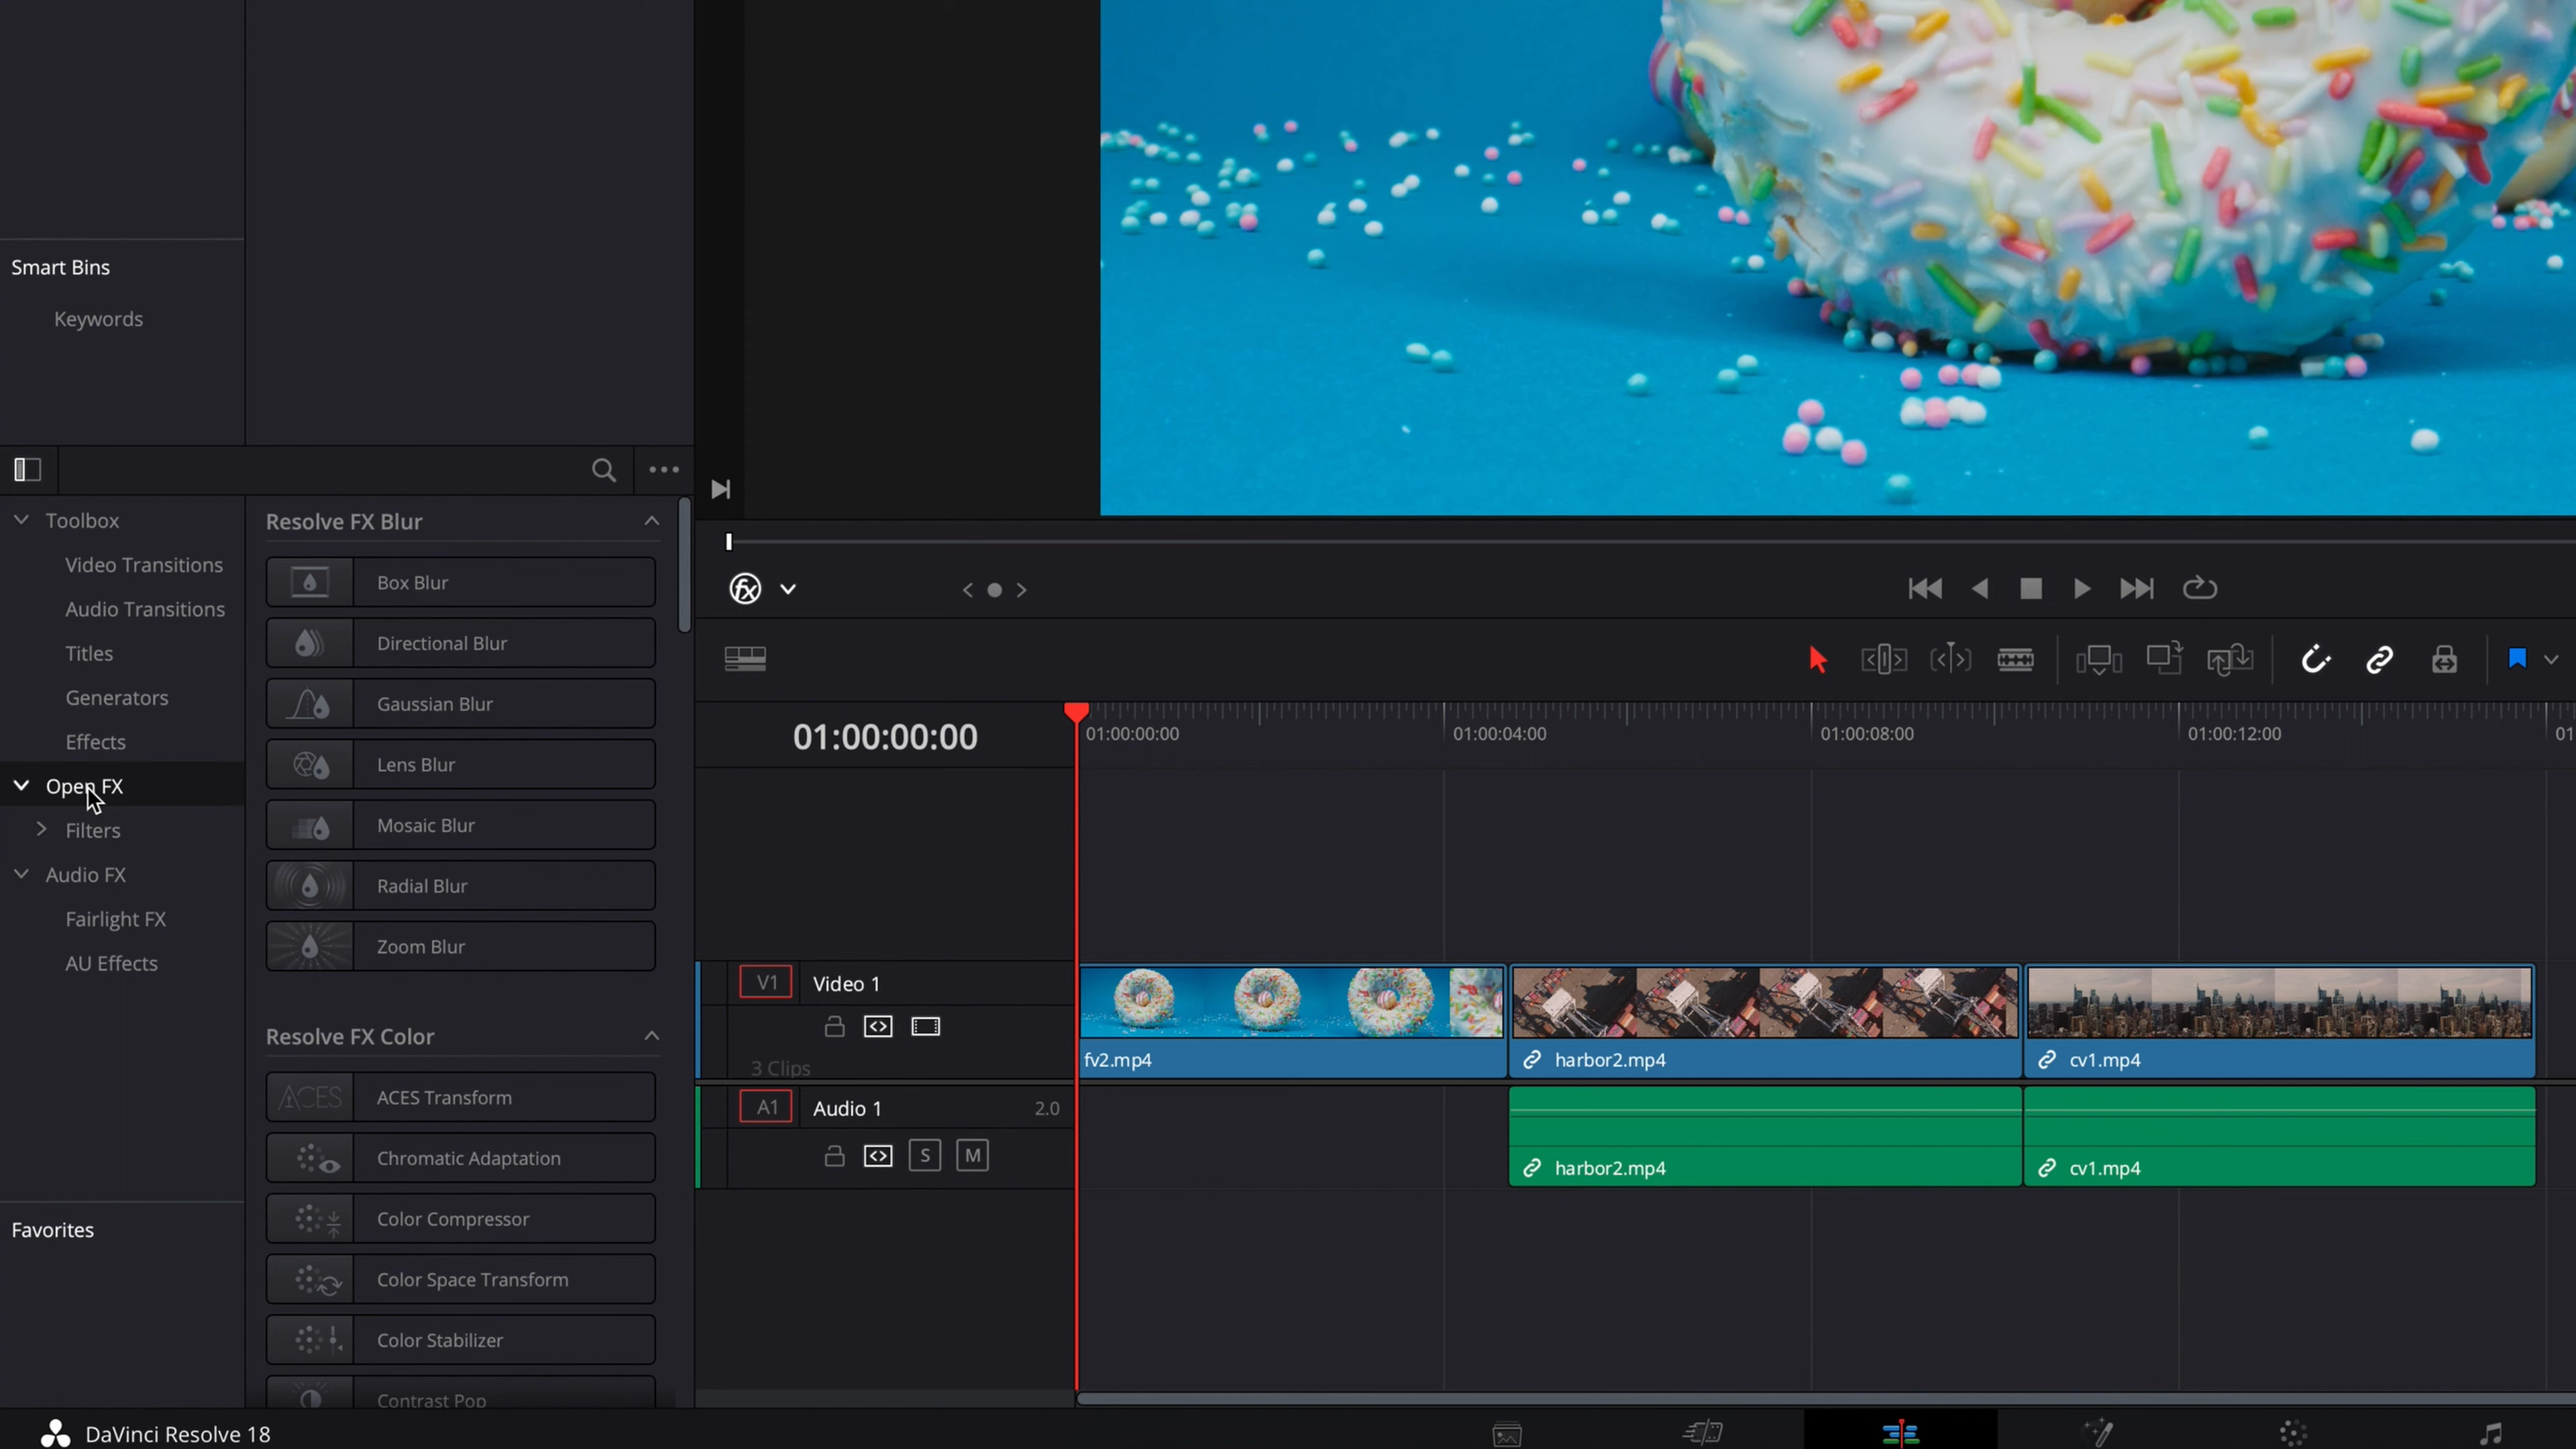 Smart Bins
Keywords
Toolbox
Video Transitions
Audio Transitions
Titles
Generators
Effects
Open FX
Filters
Audio FX
Fairlight FX
AU Effects
Favorites
Resolve FX Blur
Box Blur
Directional Blur
Gaussian Blur
Lens Blur
Mosaic Blur
Radial Blur
Zoom Blur
Resolve FX Color
ACES ACES Transform
Chromatic Adaptation
Color Compressor
Color Space Transform
Color Stabilizer
Contrast Pop
fx
01:00:00:00
01:00:00:00 01:00:04:00 01:00:08:00 01:00:12:00 01
V1 Video 1
3 Clips
fv2.mp4 harbor2.mp4 cv1.mp4
A1 Audio 1 2.0
S M
harbor2.mp4 cv1.mp4
DaVinci Resolve 18